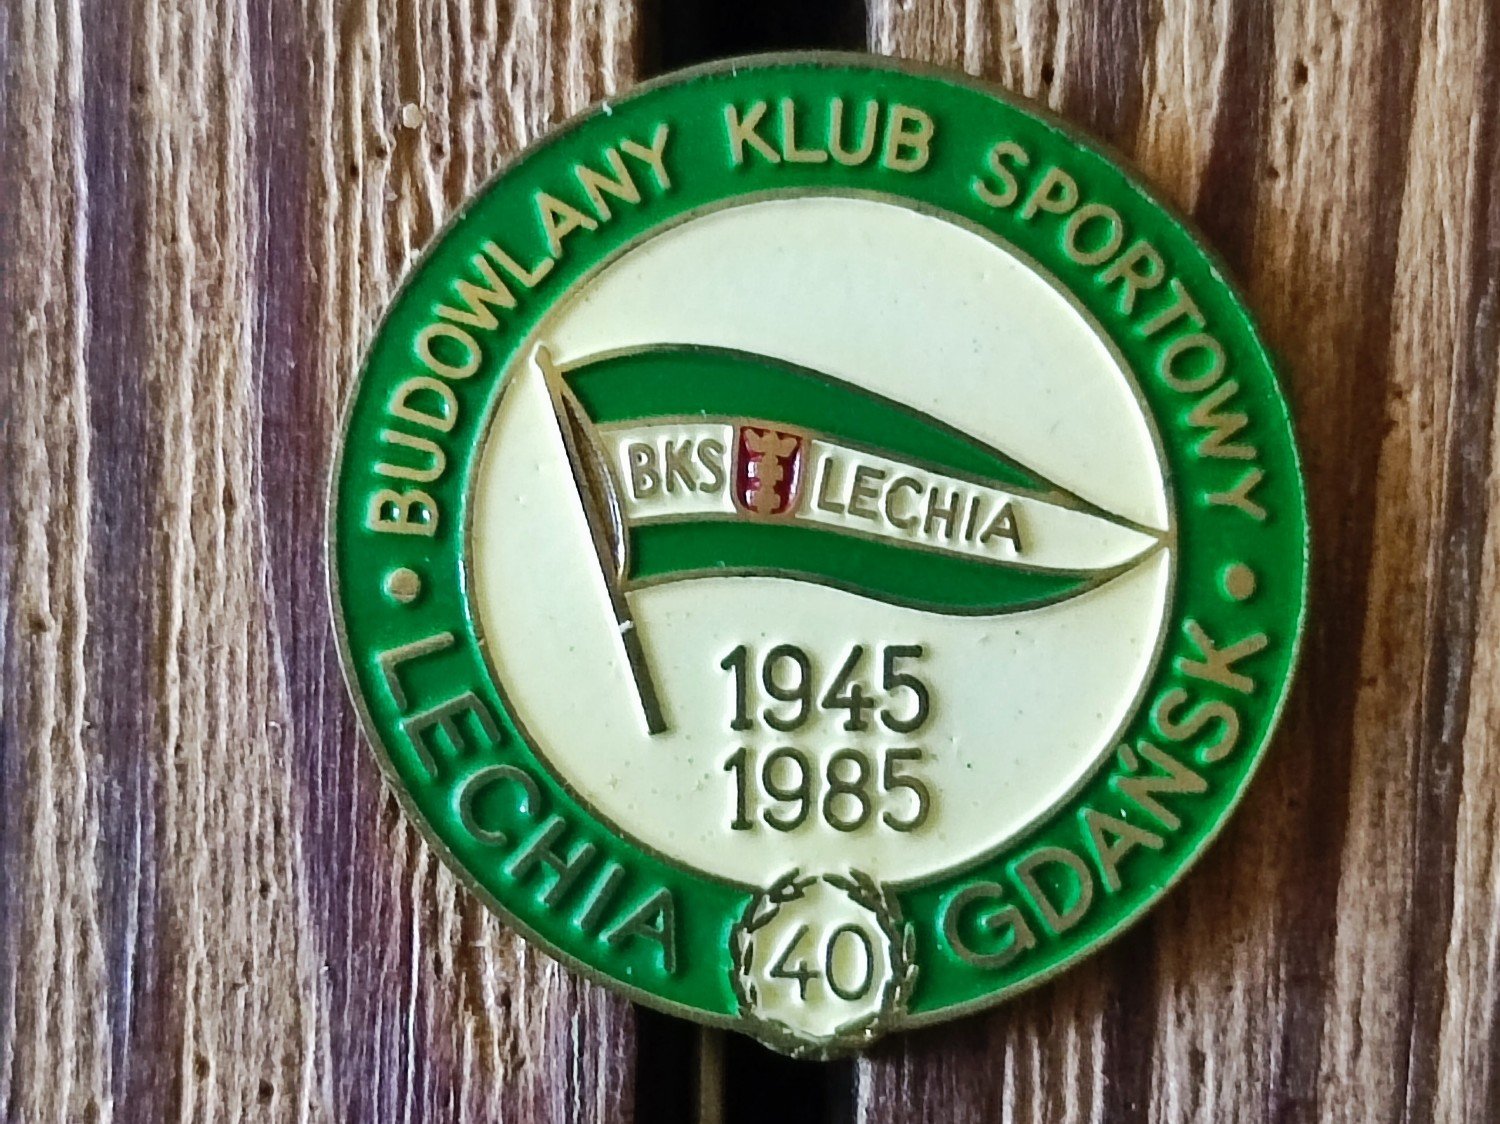 BUDOWLANY KLUB SPORTOWY
BKS LECHIA
1945
1985
40
LECHIA GDAŃSK